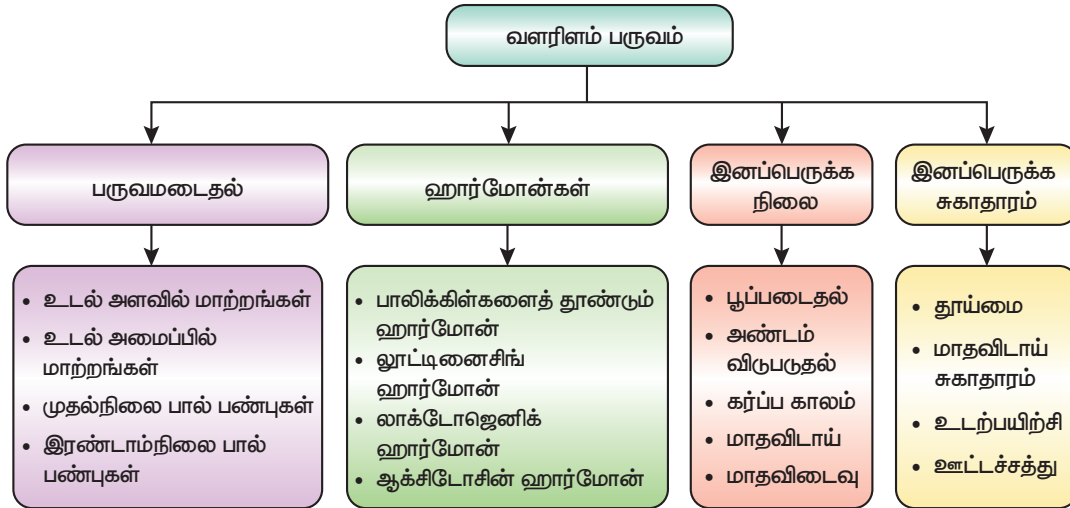 வளரிளம் பருவம்
பருவமடைதல்
ஹார்மோன்கள்
இனப்பெருக்க
நிலை
இனப்பெருக்க
சுகாதாரம்
• உடல் அளவில் மாற்றங்கள்
• உடல் அமைப்பில்
மாற்றங்கள்
• முதல்நிலை பால் பண்புகள்
• இரண்டாம்நிலை பால்
பண்புகள்
• பாலிக்கிள்களைத் தூண்டும்
ஹார்மோன்
• லூட்டினைசிங்
ஹார்மோன்
• லாக்டோஜெனிக்
ஹார்மோன்
• ஆக்சிடோசின் ஹார்மோன்
• பூப்படைதல்
• அண்டம்
விடுபடுதல்
• கர்ப்ப காலம்
• மாதவிடாய்
• மாதவிடைவு
• தூய்மை
• மாதவிடாய்
சுகாதாரம்
• உடற்பயிற்சி
• ஊட்டச்சத்து